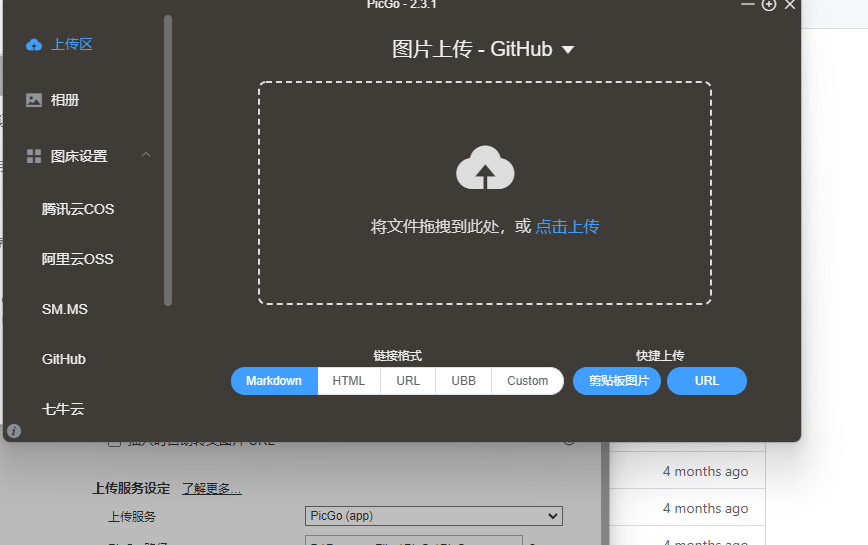 PicGo - 2.3.1
上传区
图片上传 - GitHub
相册
图床设置
腾讯云COS
将文件拖拽到此处，或 点击上传
阿里云OSS
SM.MS
GitHub
链接格式 快捷上传
Markdown HTML URL UBB Custom 剪贴板图片 URL
七牛云
上传服务设定 了解更多...
4 months ago
4 months ago
上传服务 PicGo (app)
4 months ago